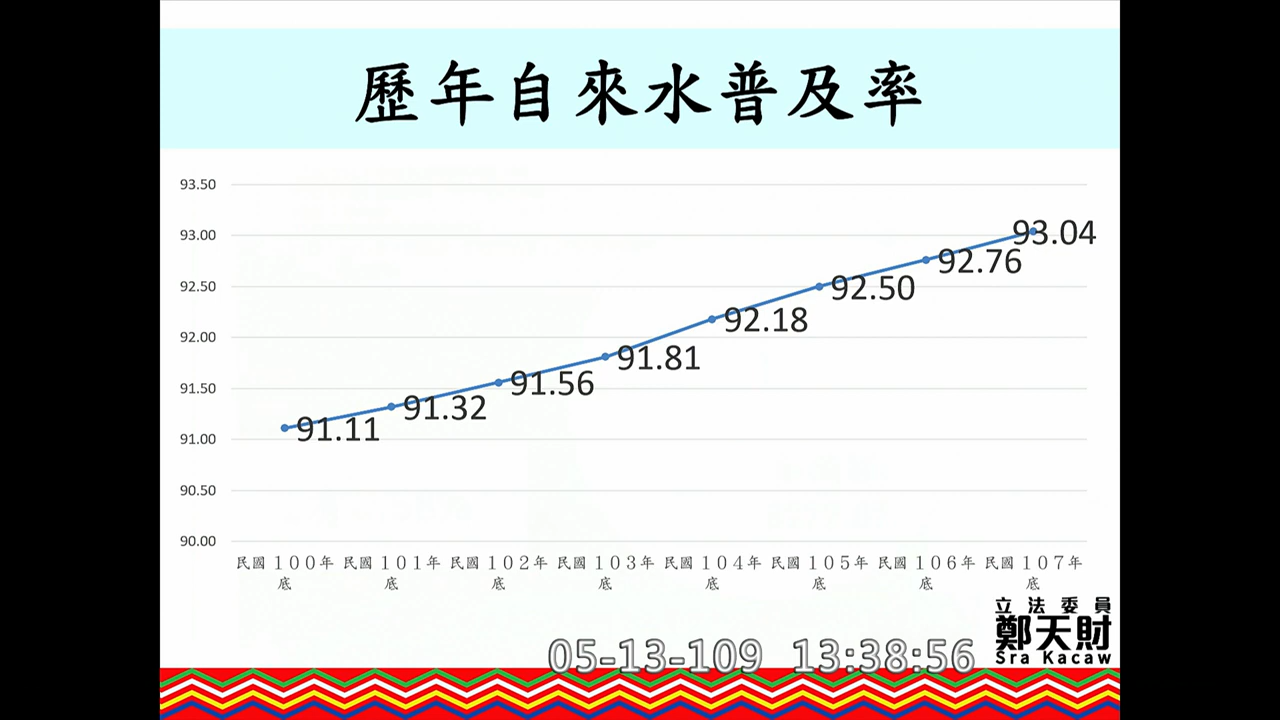 歷年自來水普及率
93.50
93.00
92.50
92.00
91.50
91.00
90.50
90.00
91.11
91.32
91.56
91.81
92.18
92.50
92.76
93.04
民國１００年底
民國１０１年底
民國１０２年底
民國１０３年底
民國１０４年底
民國１０５年底
民國１０６年底
民國１０７年底
立法委員
鄭天財
Sra Kacaw
05-13-109 13:38:56